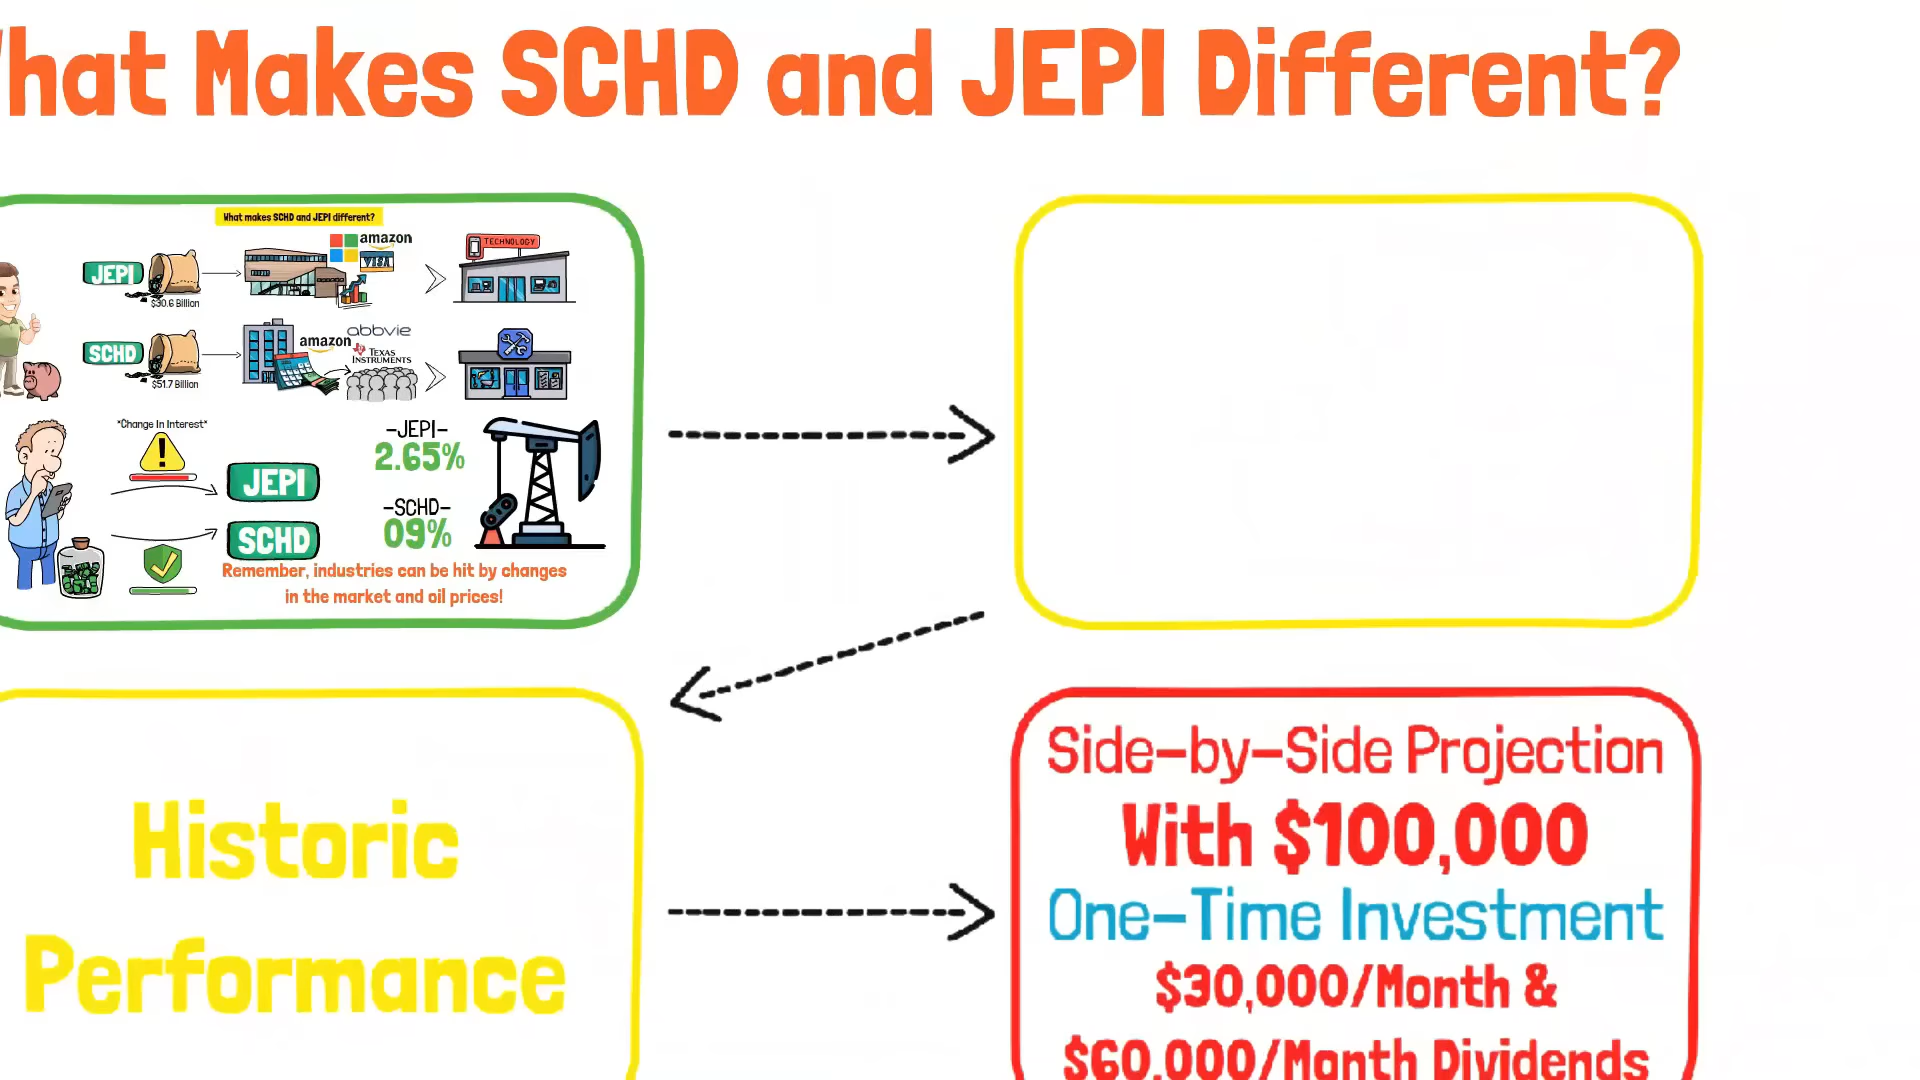 What Makes SCHD and JEPI Different?
What makes SCHD and JEPI different?
JEPI
$30.6 Billion
amazon
VISA
TECHNOLOGY
SCHD
$51.7 Billion
abbvie
amazon
TEXAS
INSTRUMENTS
*Change In Interest*
JEPI
SCHD
-JEPI-
2.65%
-SCHD-
09%
Remember, industries can be hit by changes
in the market and oil prices!
Historic
Performance
Side-by-Side Projection
With $100,000
One-Time Investment
$30,000/Month &
$60,000/Month Dividends